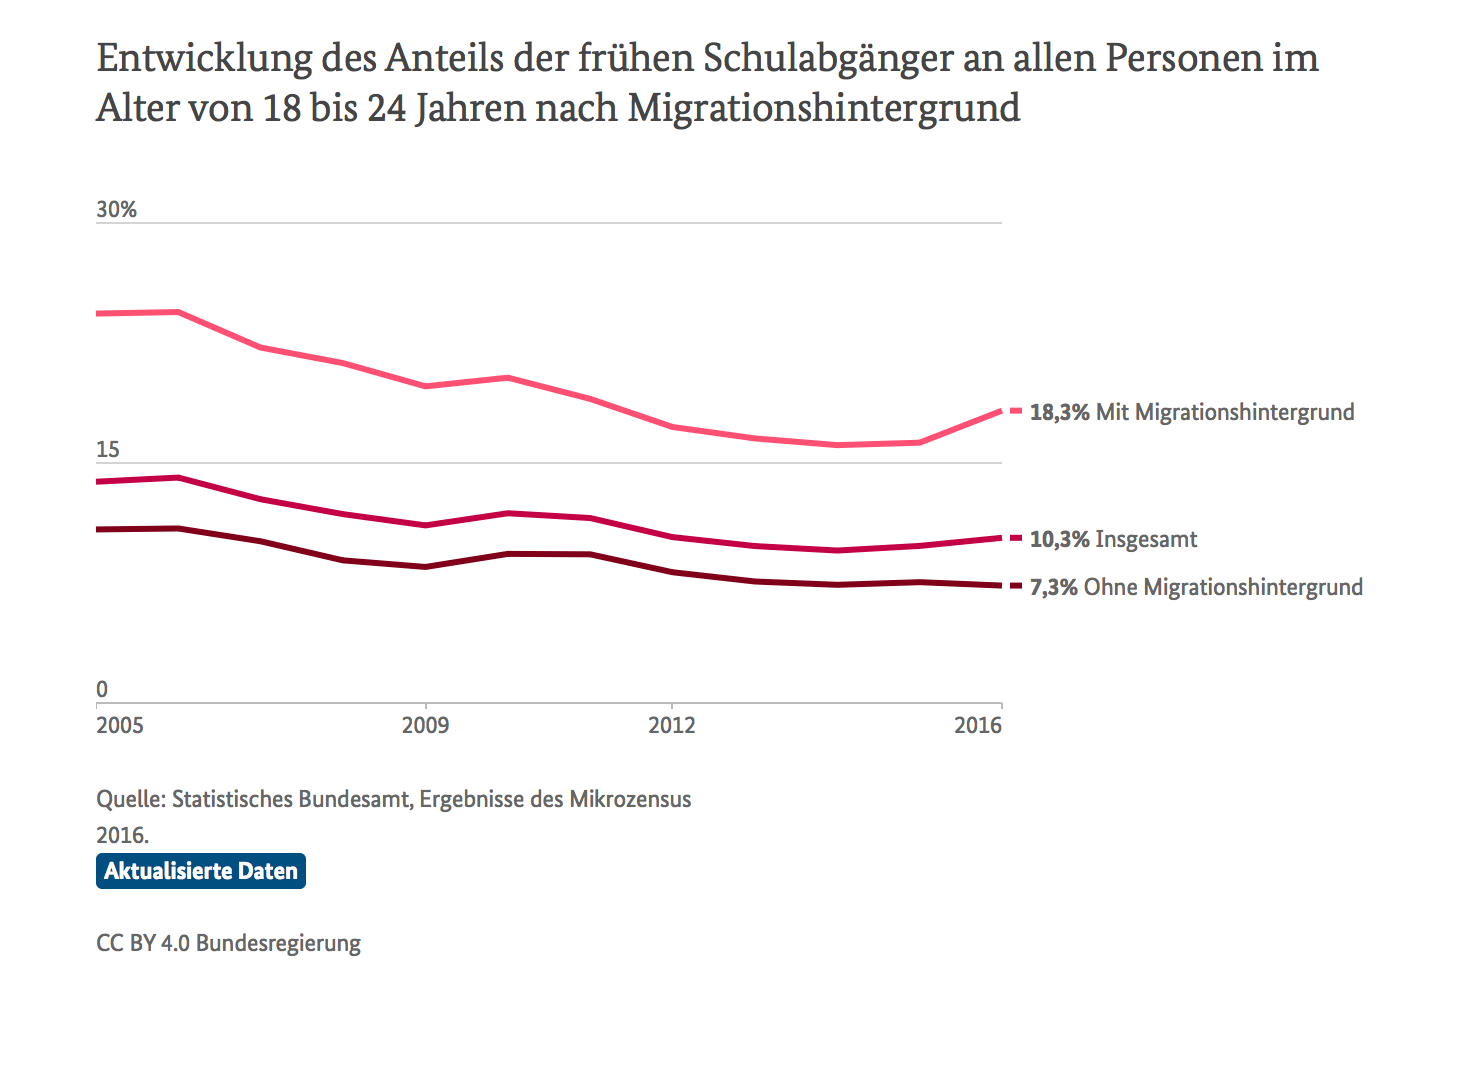 Entwicklung des Anteils der frühen Schulabgänger an allen Personen im
Alter von 18 bis 24 Jahren nach Migrationshintergrund
30%
18,3% Mit Migrationshintergrund
15
10,3% Insgesamt
7,3% Ohne Migrationshintergrund
0
2005 2009 2012 2016
Quelle: Statistisches Bundesamt, Ergebnisse des Mikrozensus
2016.
Aktualisierte Daten
CC BY 4.0 Bundesregierung